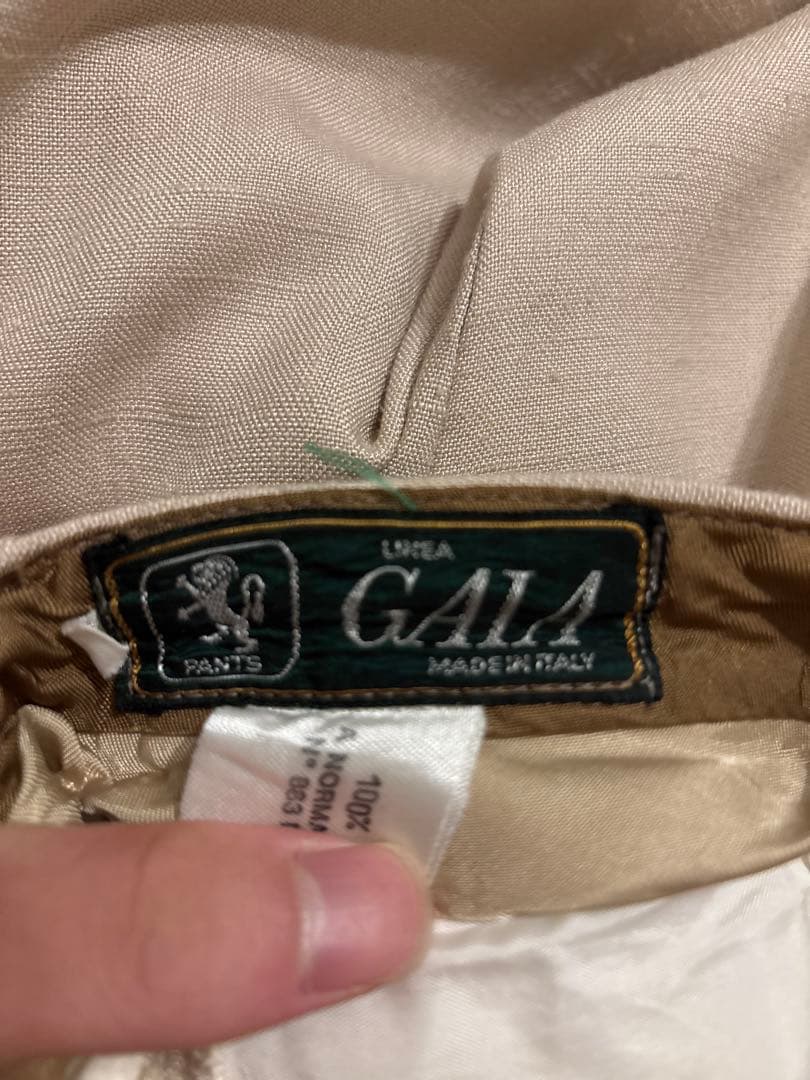 LINEA
GAIA
MADE IN ITALY
PANTS
100%
A NORMA
N° 883